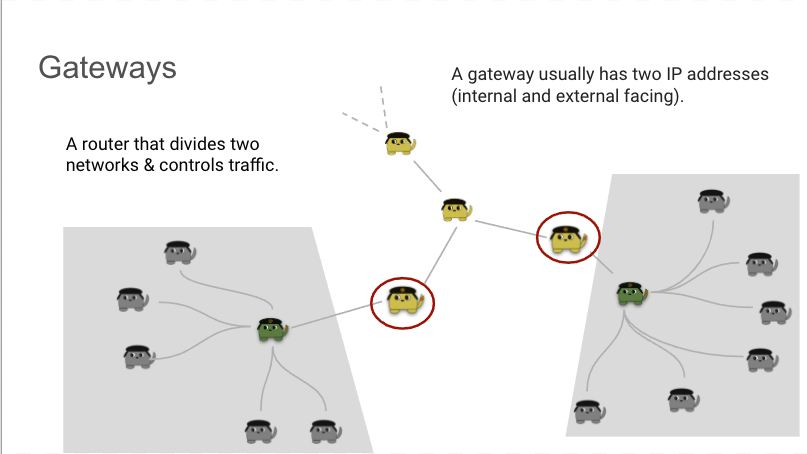 Gateways
A gateway usually has two IP addresses
(internal and external facing).
A router that divides two
networks & controls traffic.